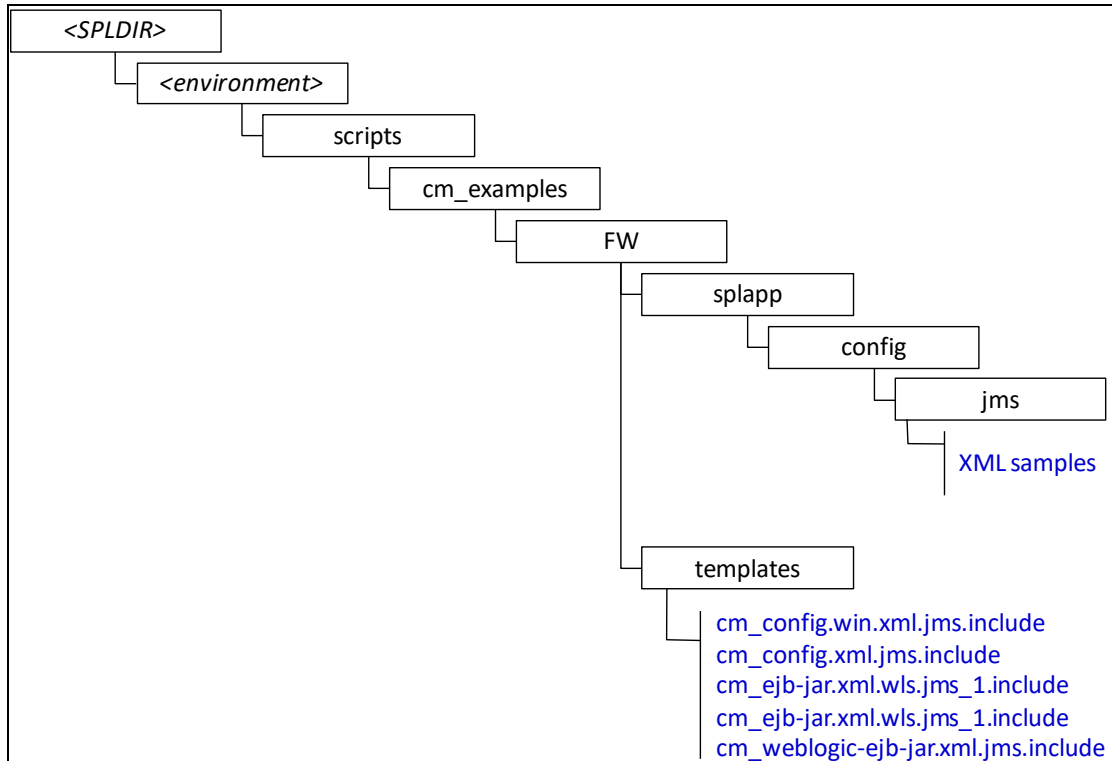 <SPLDIR>
<environment>
scripts
cm_examples
FW
splapp
config
jms
XML samples
templates
cm_config.win.xml.jms.include
cm_config.xml.jms.include
cm_ejb-jar.xml.wls.jms_1.include
cm_ejb-jar.xml.wls.jms_1.include
cm_weblogic-ejb-jar.xml.jms.include